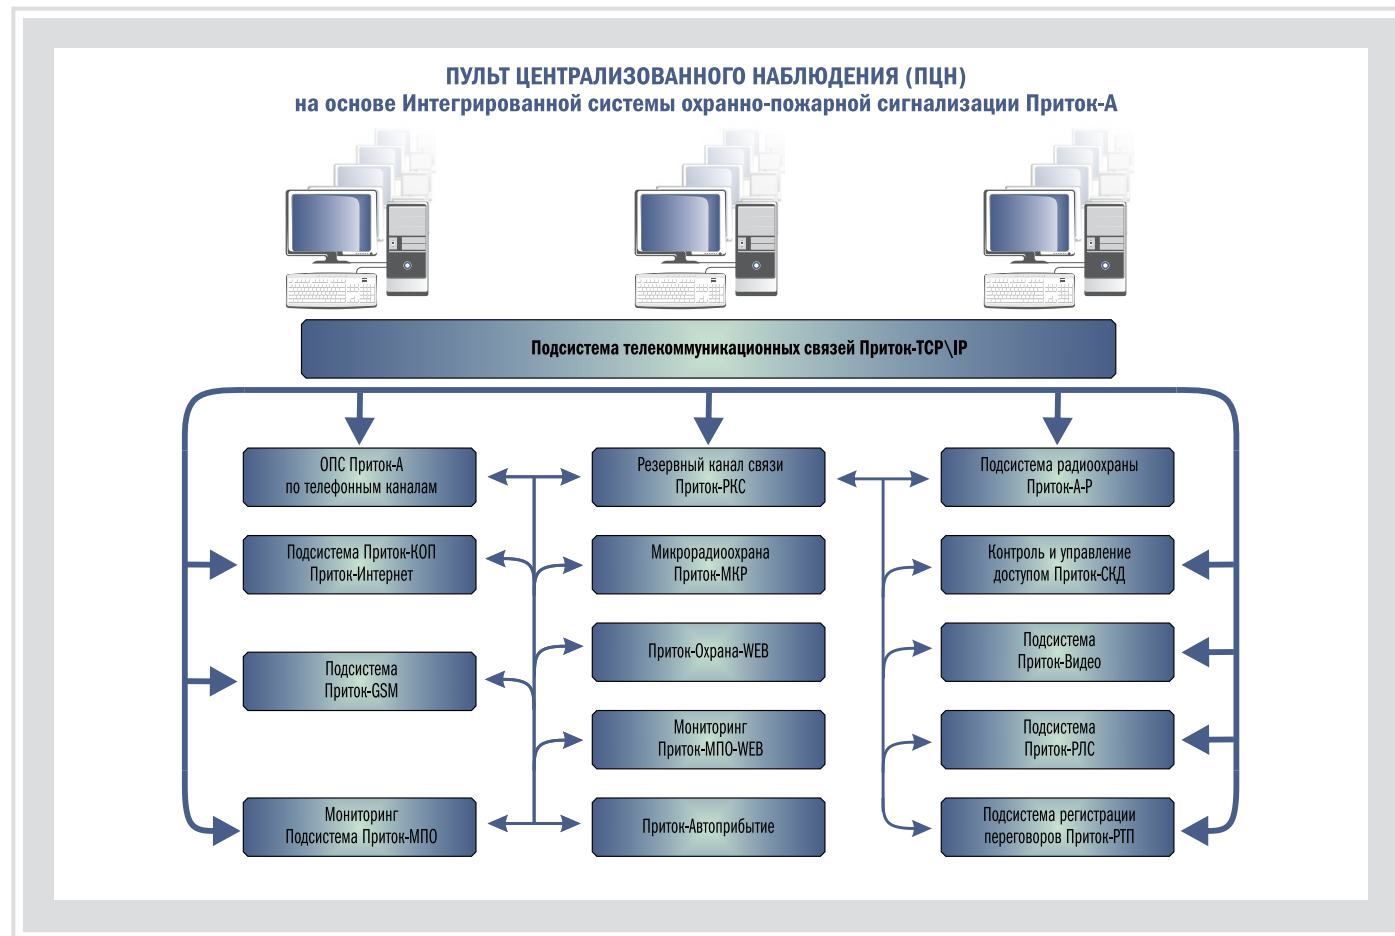 ПУЛЬТ ЦЕНТРАЛИЗОВАННОГО НАБЛЮДЕНИЯ (ПЦН)
на основе Интегрированной системы охранно-пожарной сигнализации Приток-А
Подсистема телекоммуникационных связей Приток-TCP\IP
ОПС Приток-А
по телефонным каналам
Подсистема Приток-КОП
Приток-Интернет
Подсистема
Приток-GSM
Мониторинг
Подсистема Приток-МПО
Резервный канал связи
Приток-РКС
Микрорадиоохрана
Приток-МКР
Приток-Охрана-WEB
Мониторинг
Приток-МПО-WEB
Приток-Автоприбытие
Подсистема радиоохраны
Приток-А-Р
Контроль и управление
доступом Приток-СКД
Подсистема
Приток-Видео
Подсистема
Приток-РЛС
Подсистема регистрации
переговоров Приток-РТП